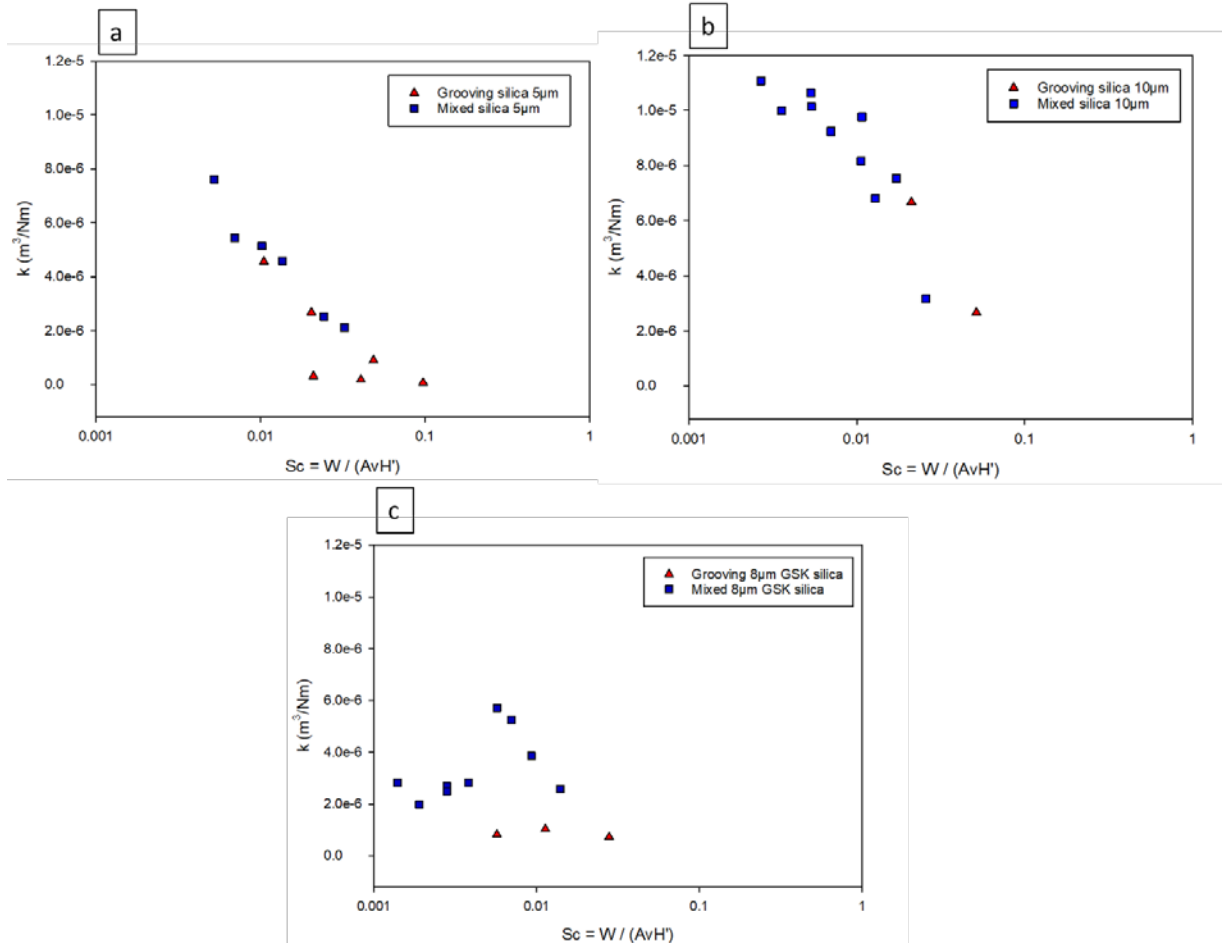 a
1.2e-5
1.0e-5
8.0e-6
6.0e-6
4.0e-6
2.0e-6
0.0
k (m³/Nm)
Grooving silica 5µm
Mixed silica 5µm
0.001
0.01
0.1
1
Sc = W / (AvH')
b
1.2e-5
1.0e-5
8.0e-6
6.0e-6
4.0e-6
2.0e-6
0.0
k (m³/Nm)
Grooving silica 10µm
Mixed silica 10µm
0.001
0.01
0.1
1
Sc = W / (AvH')
c
1.2e-5
1.0e-5
8.0e-6
6.0e-6
4.0e-6
2.0e-6
0.0
k (m³/Nm)
Grooving 8µm GSK silica
Mixed 8µm GSK silica
0.001
0.01
0.1
1
Sc = W / (AvH')